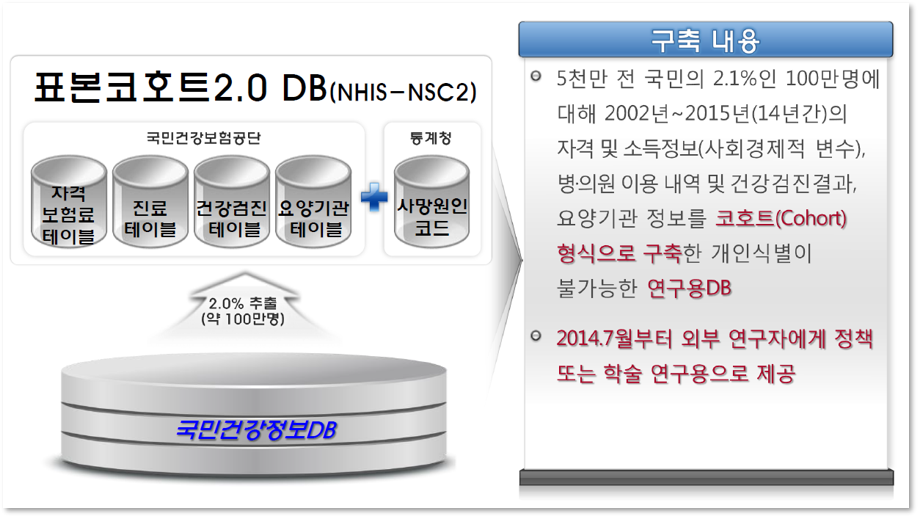 표본코호트2.0 DB(NHIS-NSC2)
국민건강보험공단
자격
보험료
테이블
진료
테이블
건강검진
테이블
요양기관
테이블
통계청
사망원인
코드
2.0% 추출
(약 100만명)
국민건강정보DB
구축 내용
5천만 전 국민의 2.1%인 100만명에
대해 2002년~2015년(14년간)의
자격 및 소득정보(사회경제적 변수),
병·의원 이용 내역 및 건강검진결과,
요양기관 정보를 코호트(Cohort)
형식으로 구축한 개인식별이
불가능한 연구용DB
2014.7월부터 외부 연구자에게 정책
또는 학술 연구용으로 제공